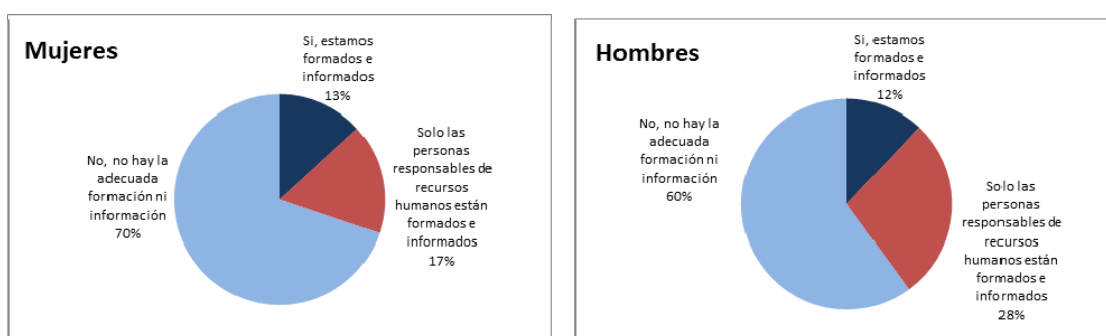 Mujeres
Si, estamos
formados e
informados
13%
Solo las
personas
responsables de
recursos
humanos están
formados e
informados
17%
No, no hay la
adecuada
formación ni
información
70%
Hombres
Si, estamos
formados e
informados
12%
Solo las
personas
responsables de
recursos
humanos están
formados e
informados
28%
No, no hay la
adecuada
formación ni
información
60%